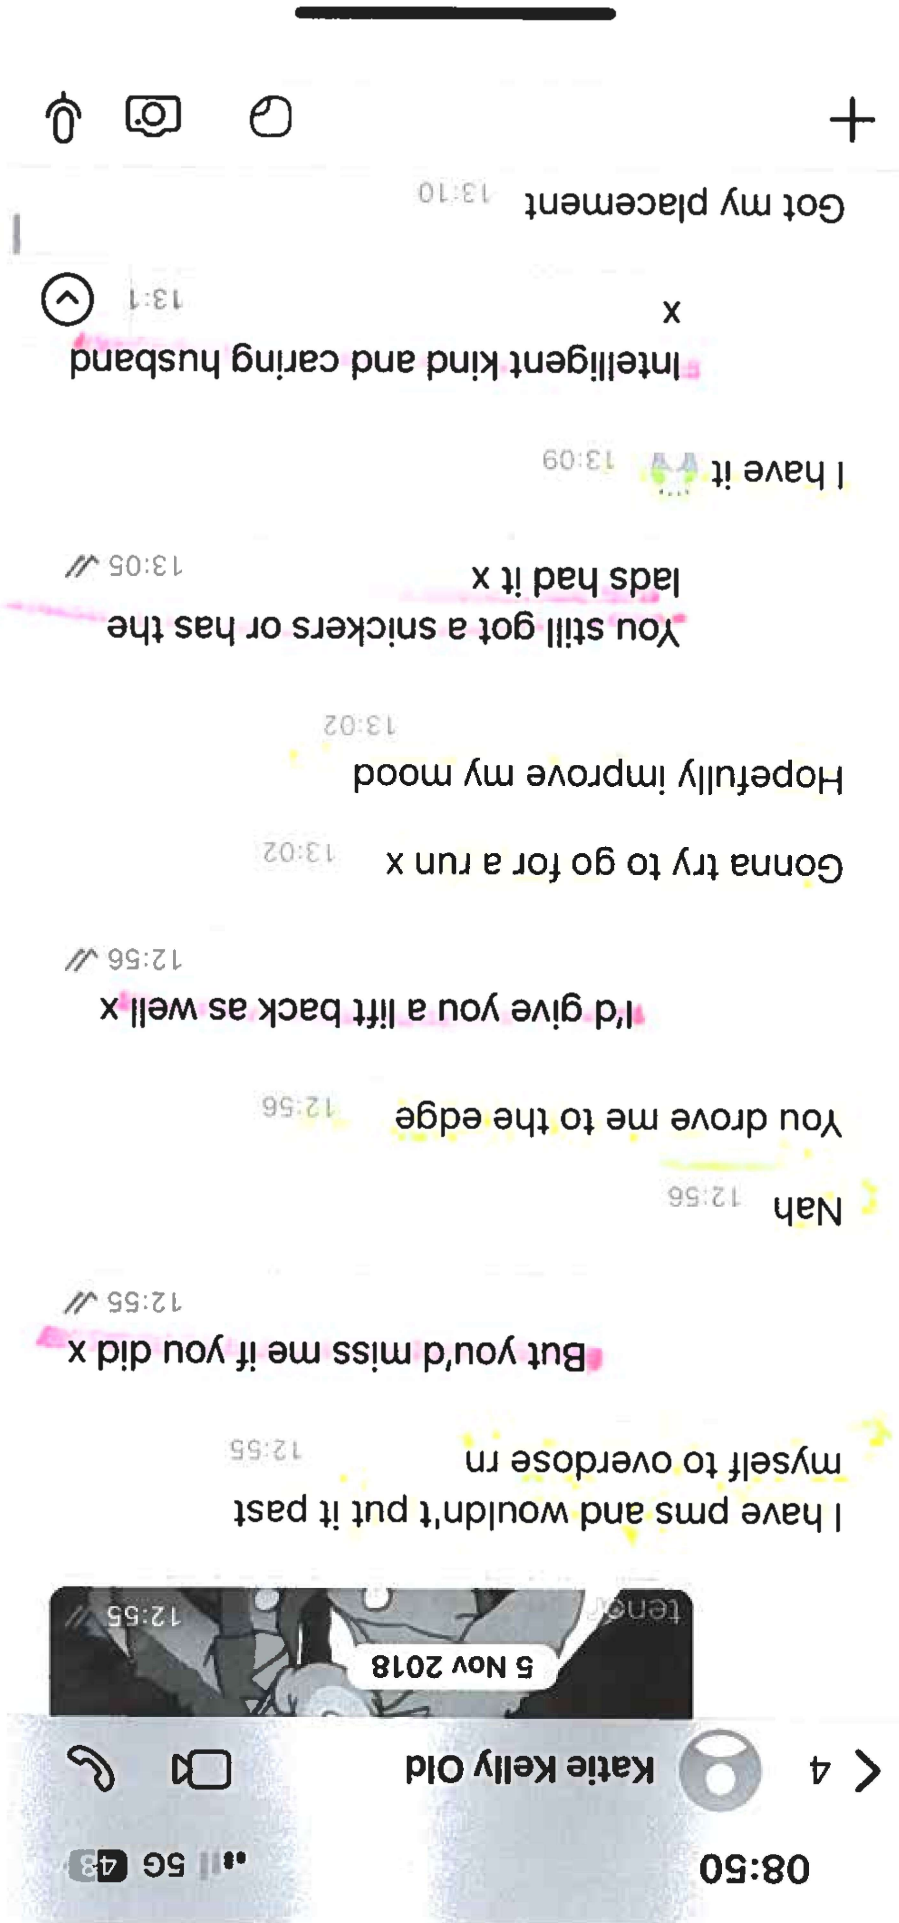 08:50
5G 43
4
Katie Kelly Old
5 Nov 2018
tenor
12:55
I have pms and wouldn't put it past
myself to overdose rn 12:55
But you'd miss me if you did x
12:55
Nah 12:56
You drove me to the edge 12:56
I'd give you a lift back as well x
12:56
Gonna try to go for a run x 13:02
Hopefully improve my mood
13:02
You still got a snickers or has the
lads had it x 13:05
I have it 13:09
Intelligent kind and caring husband
x 13:1
Got my placement 13:10